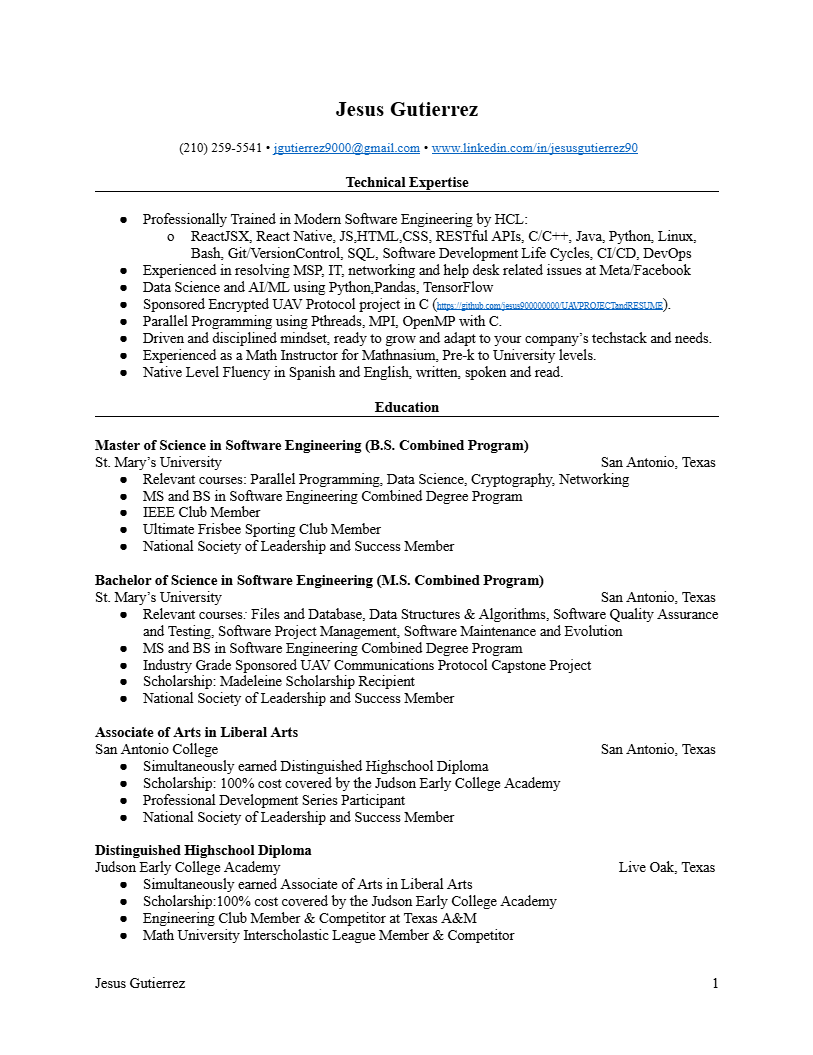 Jesus Gutierrez
(210) 259-5541 • jgutierrez9000@gmail.com • www.linkedin.com/in/jesusgutierrez90
Technical Expertise
● Professionally Trained in Modern Software Engineering by HCL:
o ReactJSX, React Native, JS,HTML,CSS, RESTful APIs, C/C++, Java, Python, Linux,
Bash, Git/VersionControl, SQL, Software Development Life Cycles, CI/CD, DevOps
● Experienced in resolving MSP, IT, networking and help desk related issues at Meta/Facebook
● Data Science and AI/ML using Python,Pandas, TensorFlow
● Sponsored Encrypted UAV Protocol project in C (https://github.com/jesus900000000/UAVPROJECTandRESUME).
● Parallel Programming using Pthreads, MPI, OpenMP with C.
● Driven and disciplined mindset, ready to grow and adapt to your company’s techstack and needs.
● Experienced as a Math Instructor for Mathnasium, Pre-k to University levels.
● Native Level Fluency in Spanish and English, written, spoken and read.
Education
Master of Science in Software Engineering (B.S. Combined Program)
St. Mary’s University San Antonio, Texas
● Relevant courses: Parallel Programming, Data Science, Cryptography, Networking
● MS and BS in Software Engineering Combined Degree Program
● IEEE Club Member
● Ultimate Frisbee Sporting Club Member
● National Society of Leadership and Success Member
Bachelor of Science in Software Engineering (M.S. Combined Program)
St. Mary’s University San Antonio, Texas
● Relevant courses: Files and Database, Data Structures & Algorithms, Software Quality Assurance
and Testing, Software Project Management, Software Maintenance and Evolution
● MS and BS in Software Engineering Combined Degree Program
● Industry Grade Sponsored UAV Communications Protocol Capstone Project
● Scholarship: Madeleine Scholarship Recipient
● National Society of Leadership and Success Member
Associate of Arts in Liberal Arts
San Antonio College San Antonio, Texas
● Simultaneously earned Distinguished Highschool Diploma
● Scholarship: 100% cost covered by the Judson Early College Academy
● Professional Development Series Participant
● National Society of Leadership and Success Member
Distinguished Highschool Diploma
Judson Early College Academy Live Oak, Texas
● Simultaneously earned Associate of Arts in Liberal Arts
● Scholarship:100% cost covered by the Judson Early College Academy
● Engineering Club Member & Competitor at Texas A&M
● Math University Interscholastic League Member & Competitor
Jesus Gutierrez 1